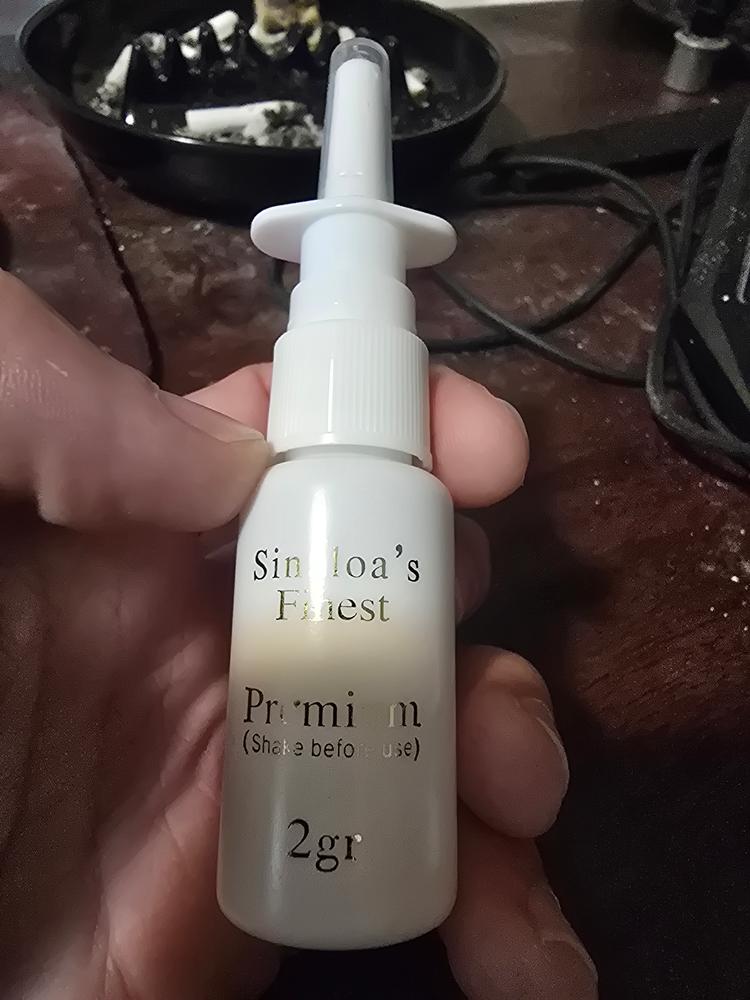 Sinaloa's
Finest
Premium
(Shake before use)
2gr